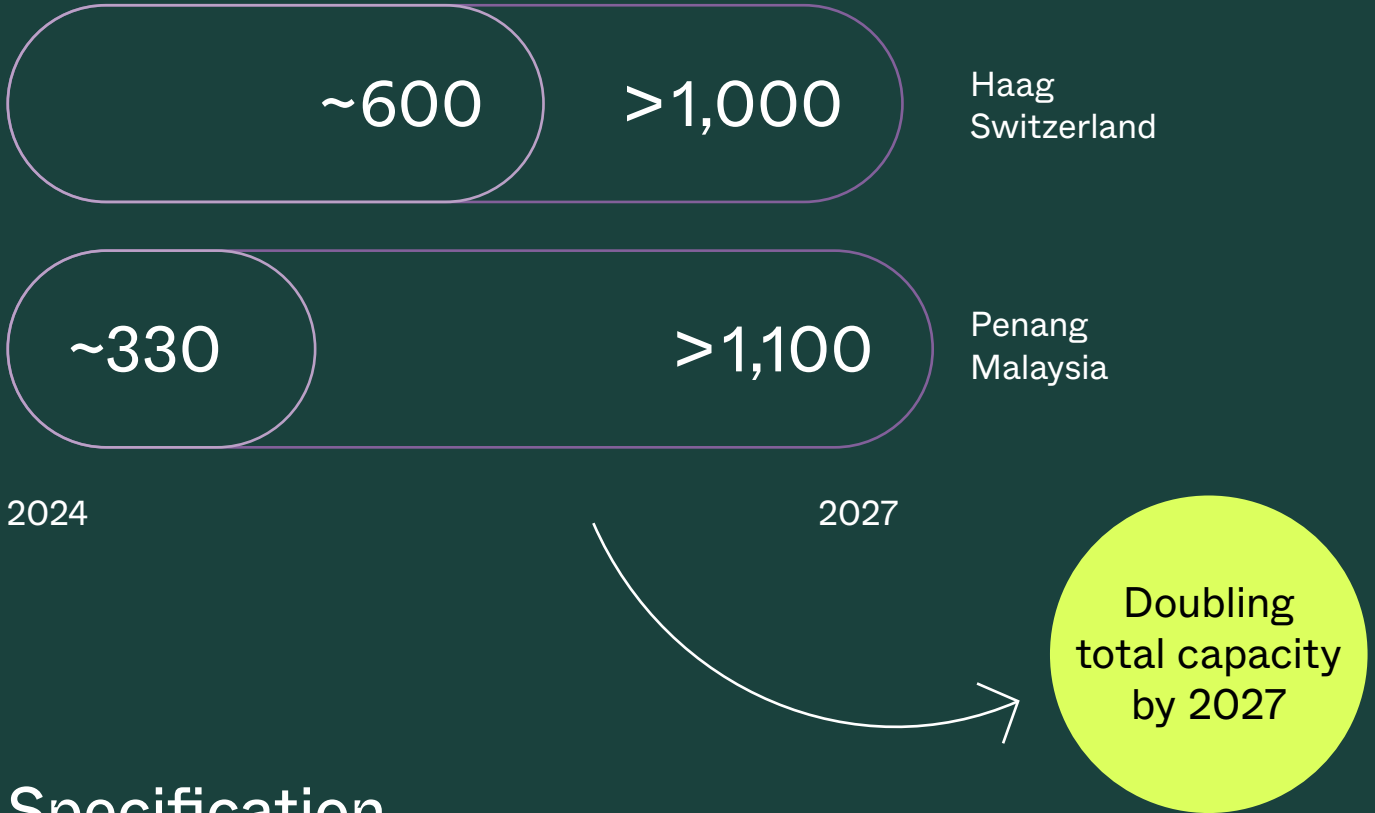 ~600
>1,000
Haag
Switzerland
~330
>1,100
Penang
Malaysia
2024
2027
Doubling
total capacity
by 2027
Specification